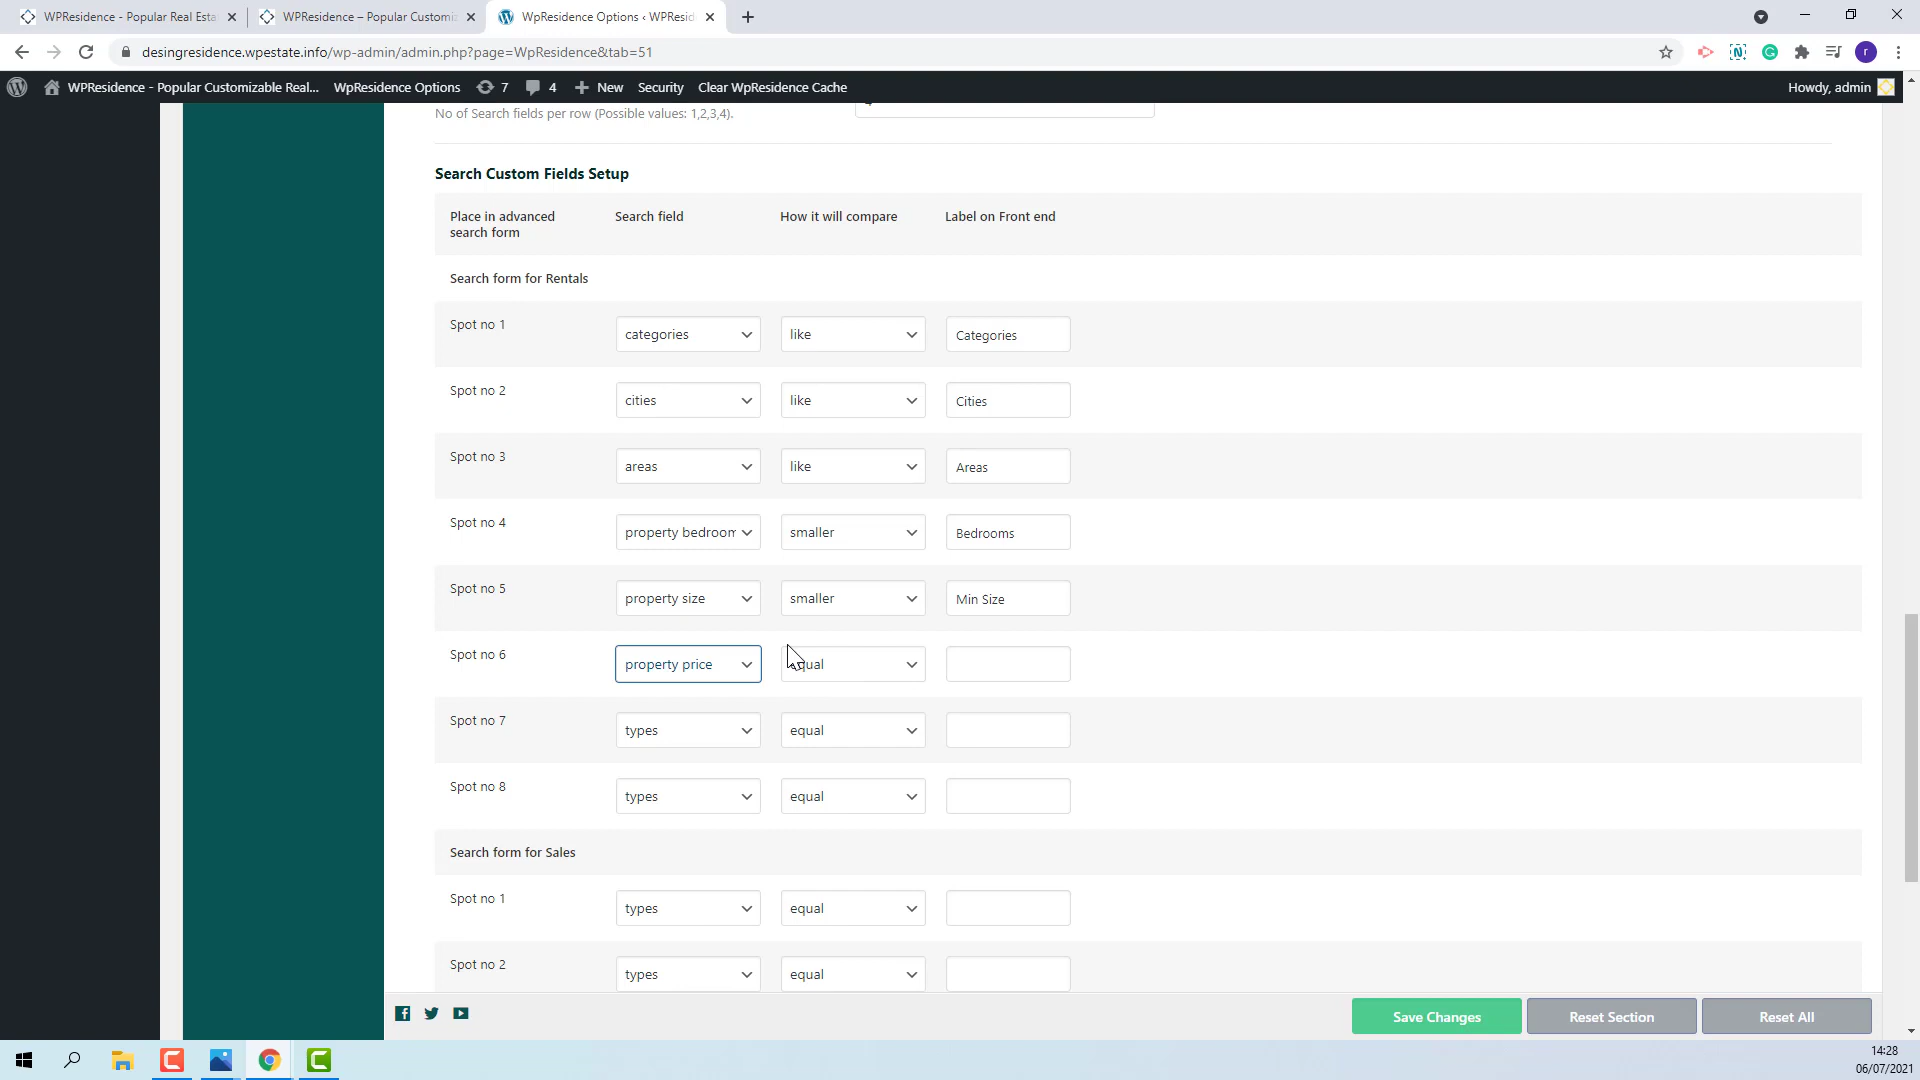 WPResidence - Popular Real Esta
WPResidence – Popular Customiz
WpResidence Options ‹ WPResid
desingresidence.wpestate.info/wp-admin/admin.php?page=WpResidence&tab=51
WPResidence - Popular Customizable Real...
WpResidence Options
7
4
New
Security
Clear WpResidence Cache
Howdy, admin
No of Search fields per row (Possible values: 1,2,3,4).
Search Custom Fields Setup
Place in advanced search form
Search field
How it will compare
Label on Front end
Search form for Rentals
Spot no 1 categories like Categories
Spot no 2 cities like Cities
Spot no 3 areas like Areas
Spot no 4 property bedroom smaller Bedrooms
Spot no 5 property size smaller Min Size
Spot no 6 property price equal
Spot no 7 types equal
Spot no 8 types equal
Search form for Sales
Spot no 1 types equal
Spot no 2 types equal
Save Changes
Reset Section
Reset All
14:28
06/07/2021